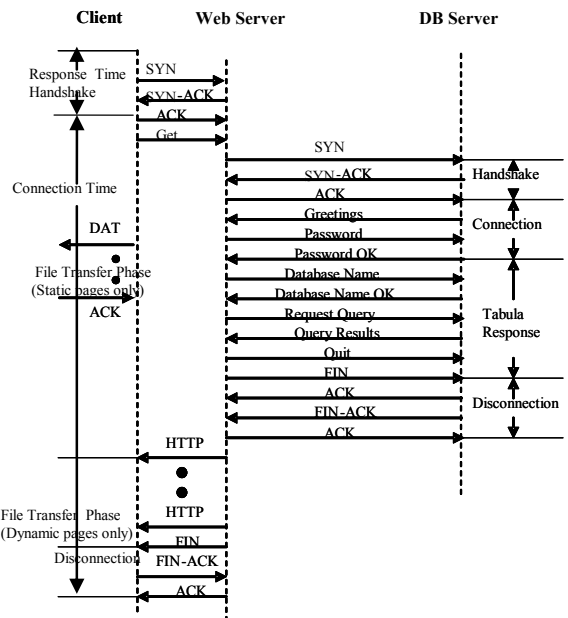 Client Web Server DB Server
Response Time
Handshake
SYN
SYN-ACK
ACK
Get
SYN
SYN-ACK
Handshake
ACK
Connection Time
Greetings
Connection
DAT
Password
Password OK
File Transfer Phase
(Static pages only)
Database Name
Database Name OK
ACK
Request Query
Tabula
Response
Query Results
Quit
FIN
ACK
Disconnection
FIN-ACK
ACK
HTTP
HTTP
File Transfer Phase
(Dynamic pages only)
FIN
Disconnection
FIN-ACK
ACK